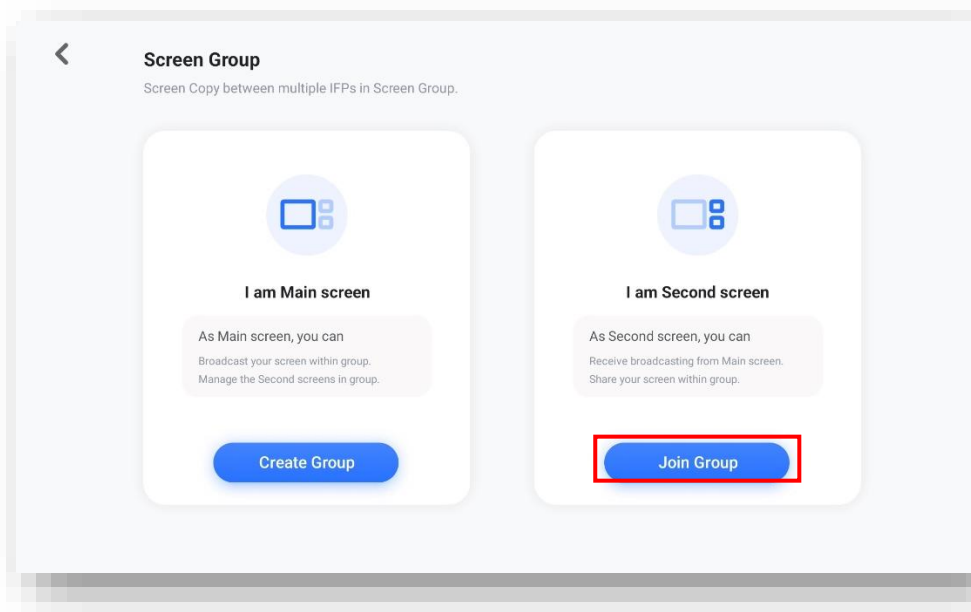 Screen Group
Screen Copy between multiple IFPs in Screen Group.
I am Main screen
As Main screen, you can
Broadcast your screen within group.
Manage the Second screens in group.
Create Group
I am Second screen
As Second screen, you can
Receive broadcasting from Main screen.
Share your screen within group.
Join Group